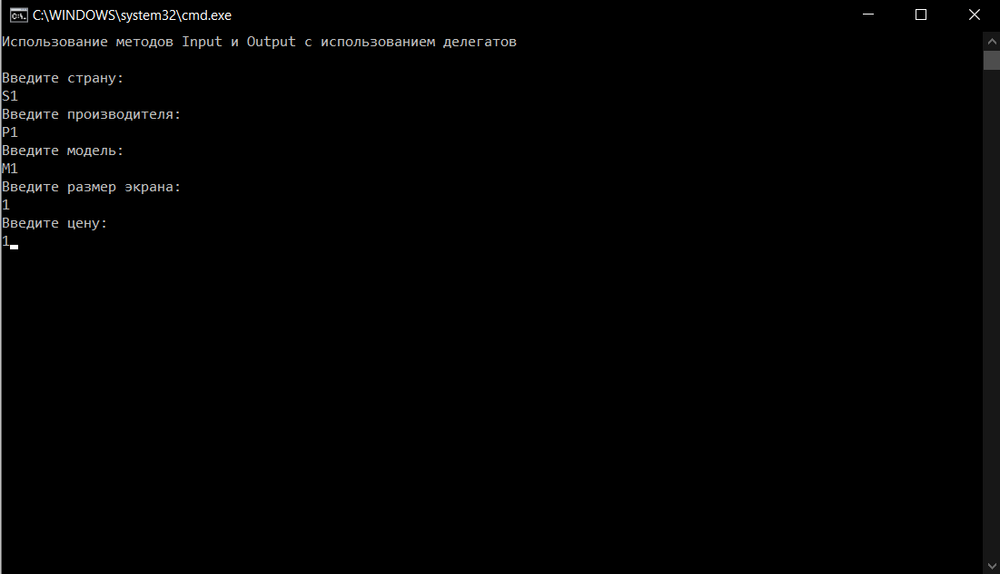 C:\WINDOWS\system32\cmd.exe
Использование методов Input и Output с использованием делегатов
Введите страну:
S1
Введите производителя:
P1
Введите модель:
M1
Введите размер экрана:
1
Введите цену:
1